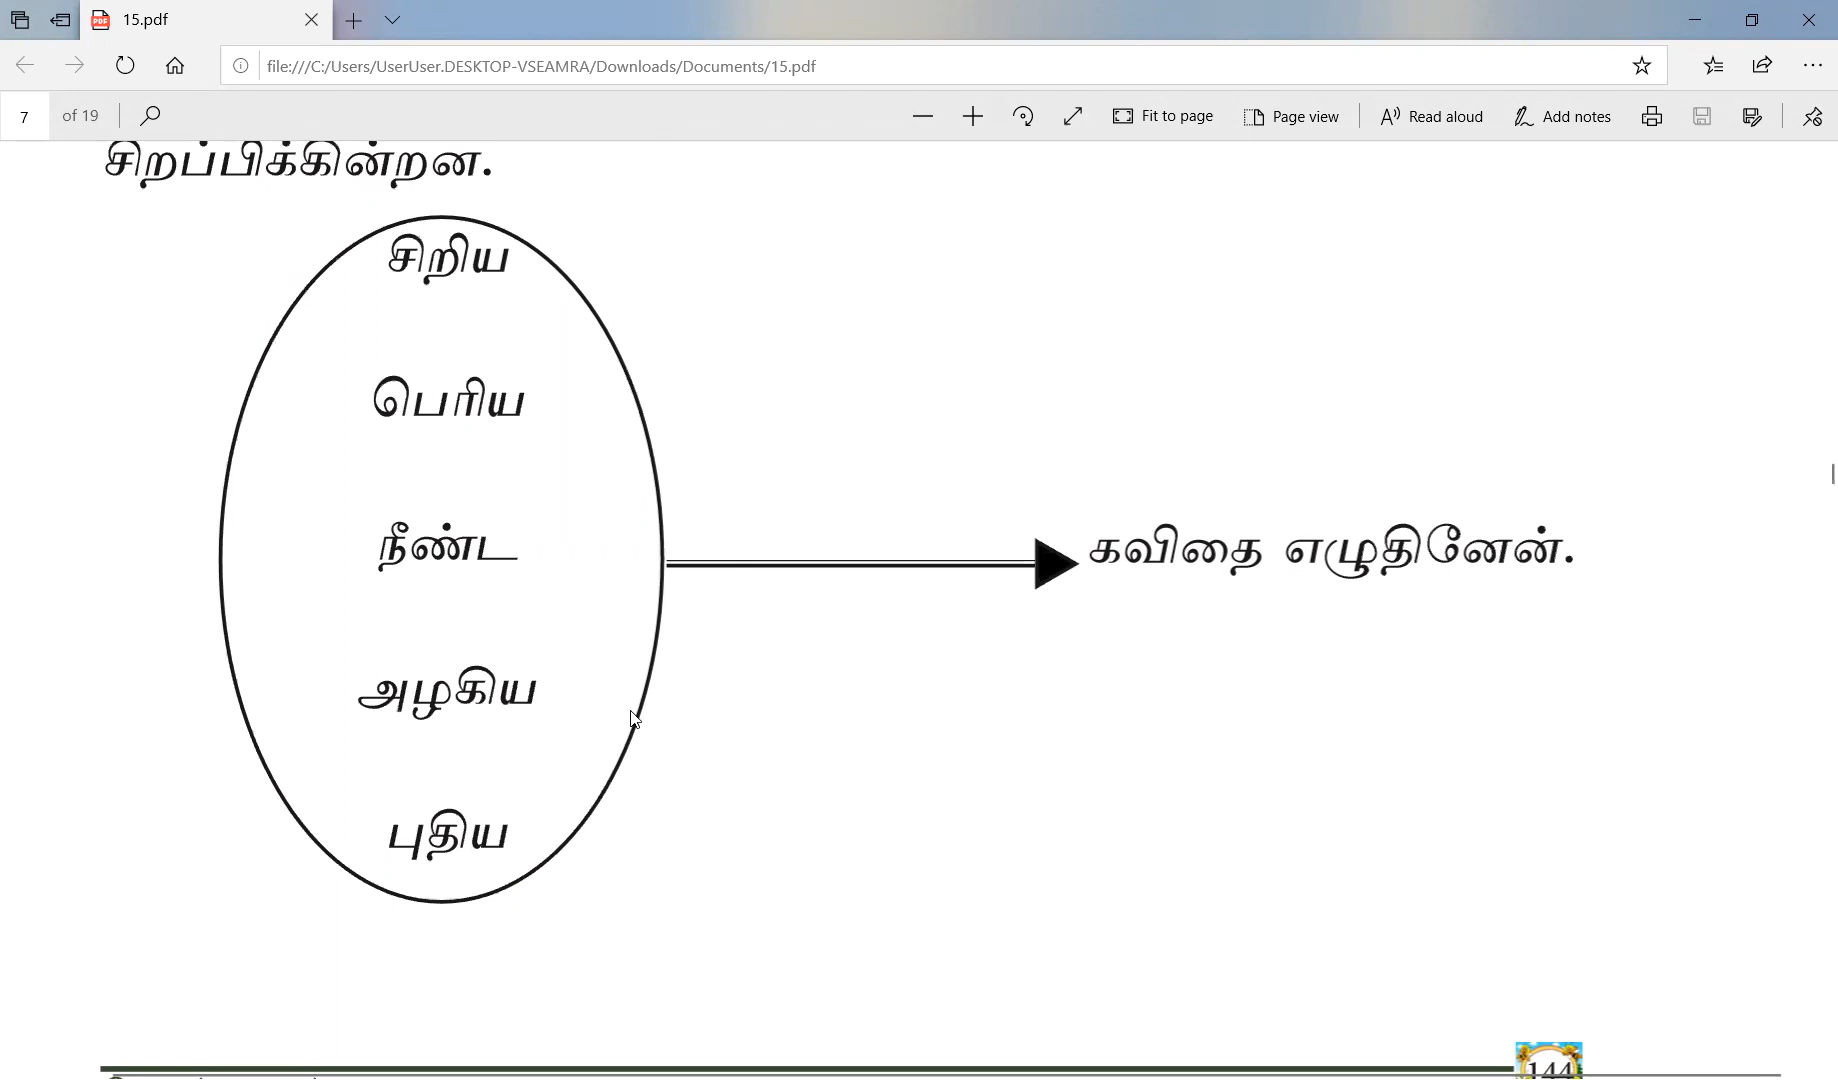 15.pdf
file:///C:/Users/UserUser.DESKTOP-VSEAMRA/Downloads/Documents/15.pdf
7 of 19 Fit to page Page view Read aloud Add notes
சிறப்பிக்கின்றன.
சிறிய
பெரிய
நீண்ட
கவிதை எழுதினேன்.
அழகிய
புதிய
144